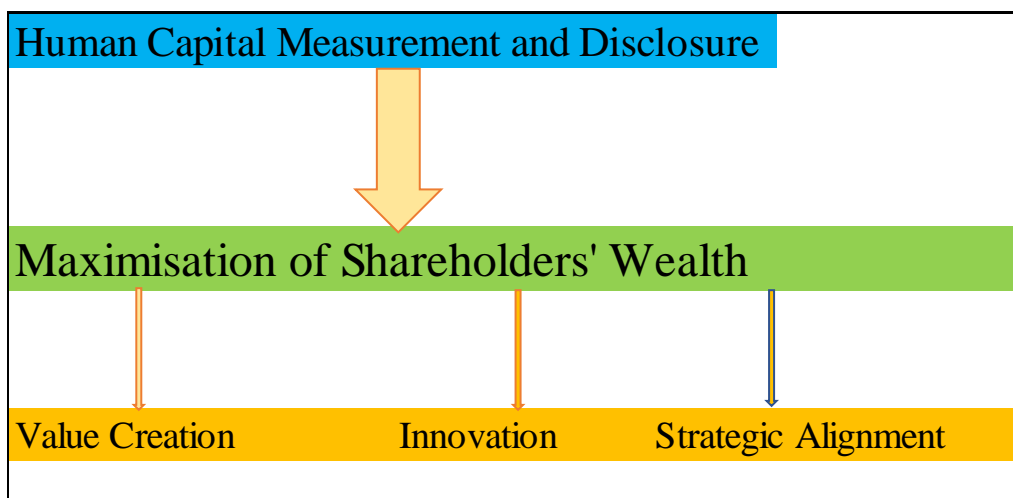 Human Capital Measurement and Disclosure
Maximisation of Shareholders' Wealth
Value Creation Innovation Strategic Alignment